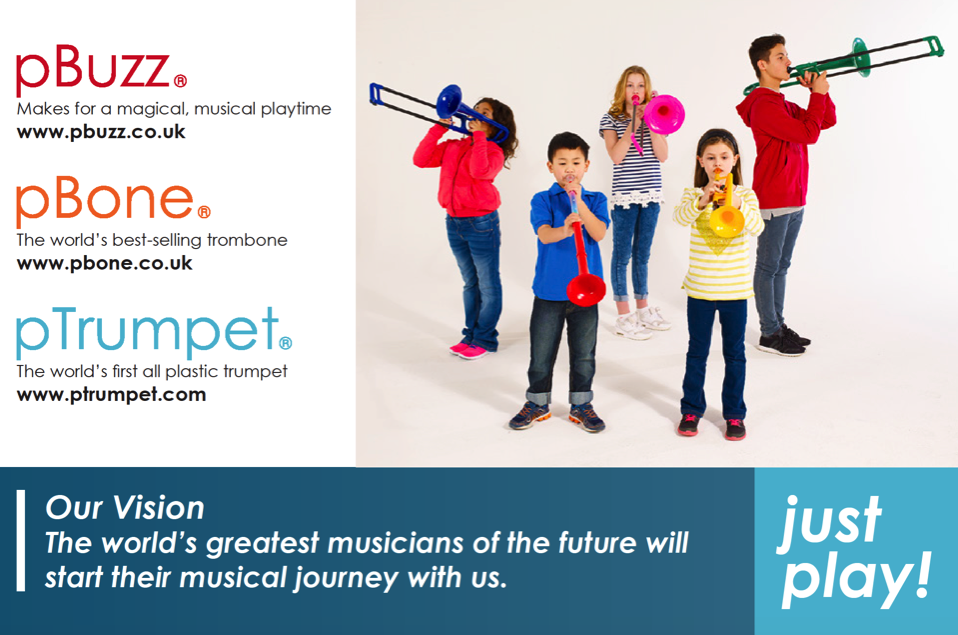 pBuzz®
Makes for a magical, musical playtime
www.pbuzz.co.uk
pBone®
The world's best-selling trombone
www.pbone.co.uk
pTrumpet®
The world's first all plastic trumpet
www.ptrumpet.com
Our Vision
The world's greatest musicians of the future will
start their musical journey with us.
just
play!